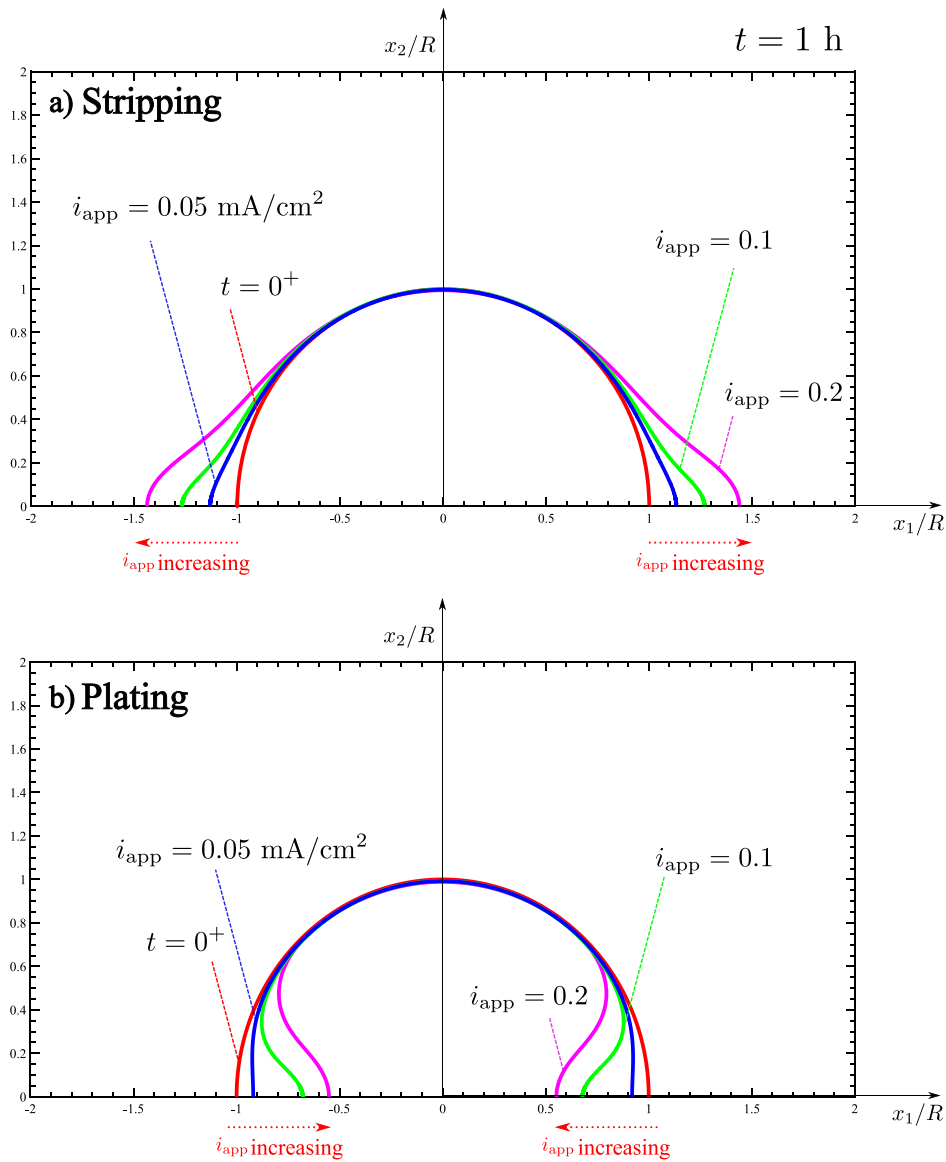 x₂/R
t = 1 h
a) Stripping
2
1.8
1.6
1.4
1.2
1
0.8
0.6
0.4
0.2
0
i_app = 0.05 mA/cm²
t = 0⁺
i_app = 0.1
i_app = 0.2
-2 -1.5 -1 -0.5 0 0.5 1 1.5 2
x₁/R
i_app increasing i_app increasing
x₂/R
b) Plating
2
1.8
1.6
1.4
1.2
1
0.8
0.6
0.4
0.2
0
i_app = 0.05 mA/cm²
i_app = 0.1
t = 0⁺
i_app = 0.2
-2 -1.5 -1 -0.5 0 0.5 1 1.5 2
x₁/R
i_app increasing i_app increasing